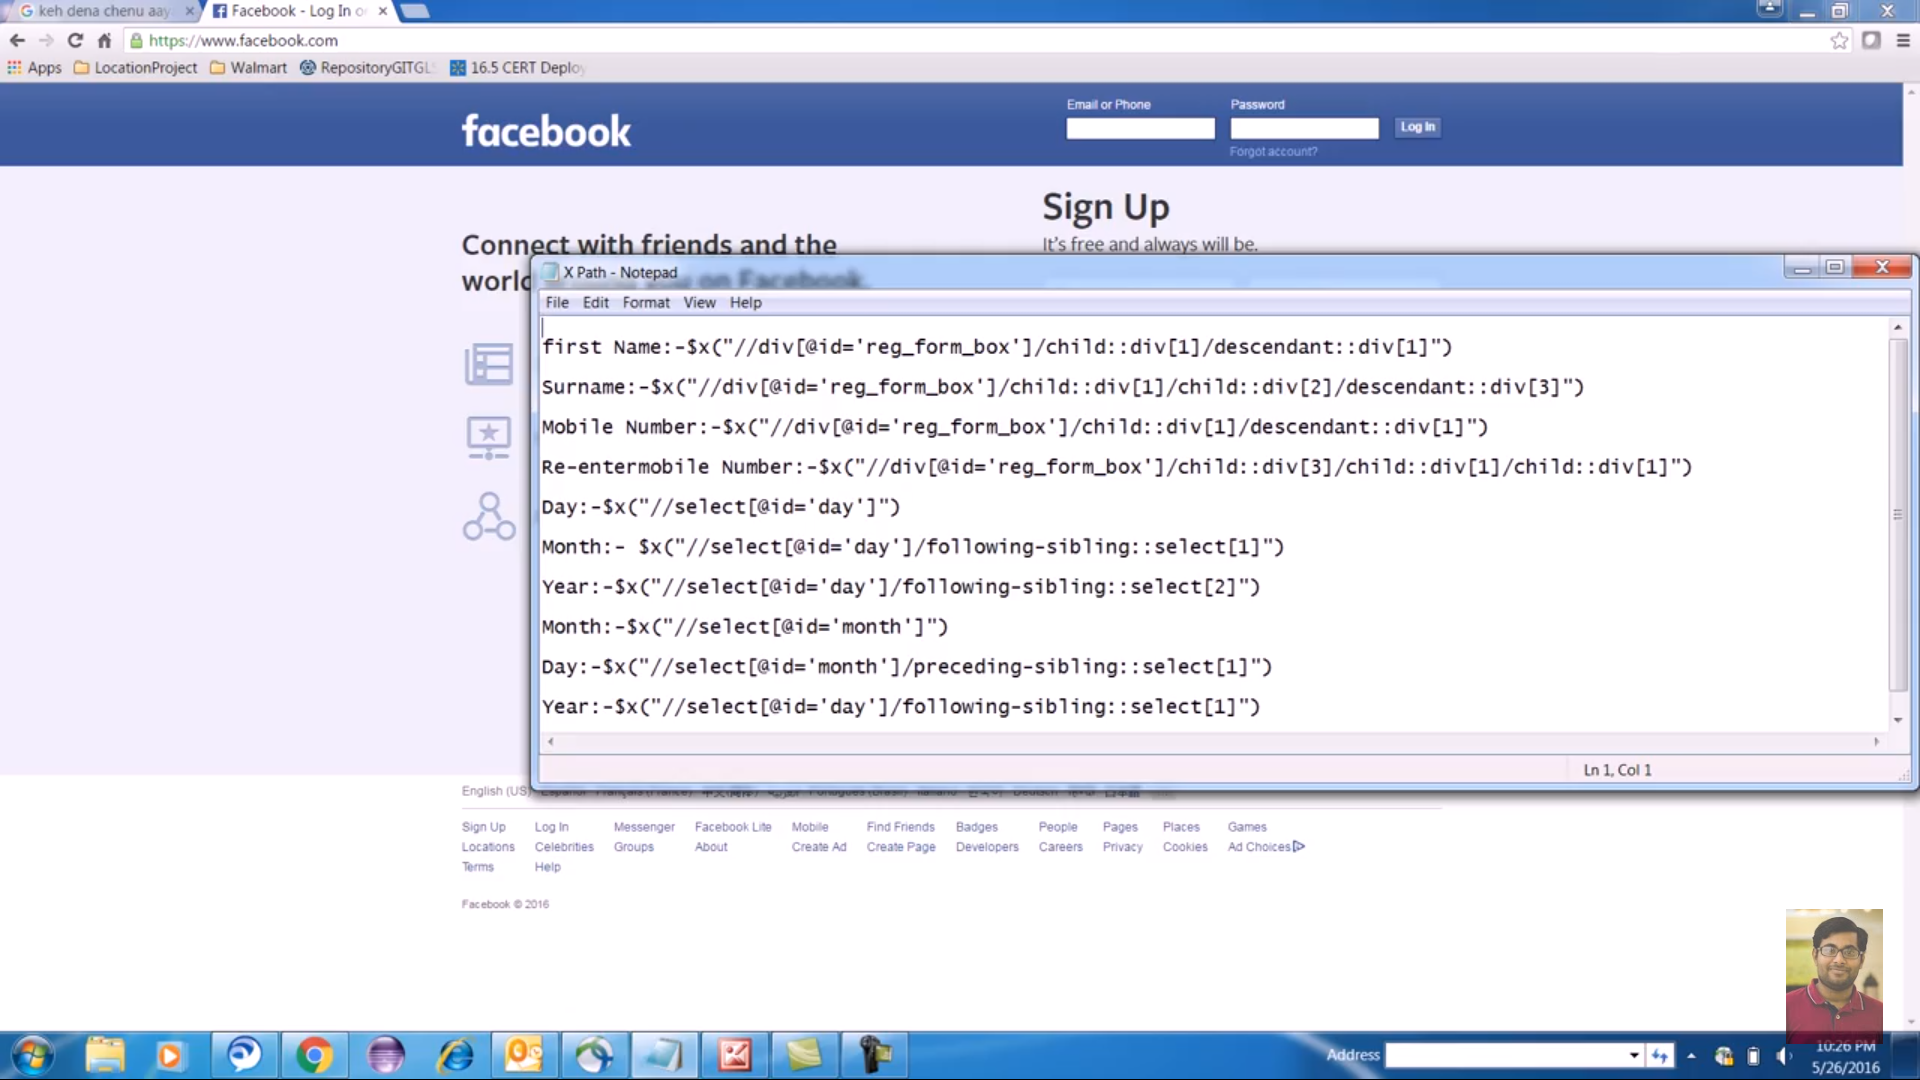 keh dena chenu aay
Facebook - Log In o
https://www.facebook.com
Apps LocationProject Walmart RepositoryGITGL 16.5 CERT Deploy
facebook
Email or Phone Password
Log In
Forgot account?
Sign Up
It's free and always will be.
Connect with friends and the
world you on Facebook.
X Path - Notepad
File Edit Format View Help
first Name:-$x("//div[@id='reg_form_box']/child::div[1]/descendant::div[1]")
Surname:-$x("//div[@id='reg_form_box']/child::div[1]/child::div[2]/descendant::div[3]")
Mobile Number:-$x("//div[@id='reg_form_box']/child::div[1]/descendant::div[1]")
Re-entermobile Number:-$x("//div[@id='reg_form_box']/child::div[3]/child::div[1]/child::div[1]")
Day:-$x("//select[@id='day']")
Month:- $x("//select[@id='day']/following-sibling::select[1]")
Year:-$x("//select[@id='day']/following-sibling::select[2]")
Month:-$x("//select[@id='month']")
Day:-$x("//select[@id='month']/preceding-sibling::select[1]")
Year:-$x("//select[@id='day']/following-sibling::select[1]")
Ln 1, Col 1
English (US)
Sign Up Log In Messenger Facebook Lite Mobile Find Friends Badges People Pages Places Games
Locations Celebrities Groups About Create Ad Create Page Developers Careers Privacy Cookies Ad Choices
Terms Help
Facebook © 2016
Address
10:26 PM
5/26/2016